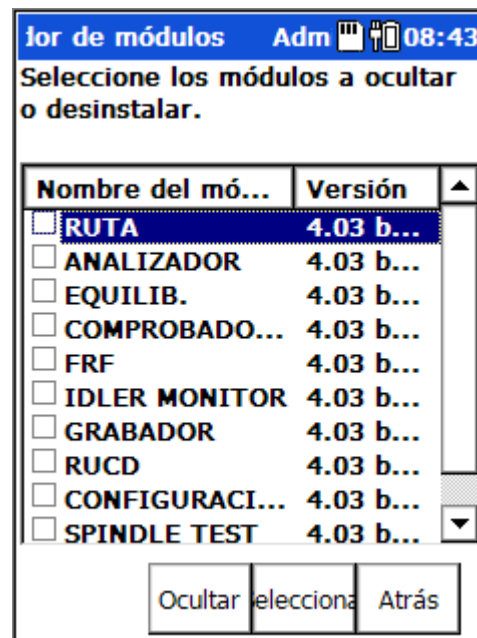 dor de módulos Adm 08:43
Seleccione los módulos a ocultar
o desinstalar.
Nombre del mó... Versión
RUTA 4.03 b...
ANALIZADOR 4.03 b...
EQUILIB. 4.03 b...
COMPROBADO... 4.03 b...
FRF 4.03 b...
IDLER MONITOR 4.03 b...
GRABADOR 4.03 b...
RUCD 4.03 b...
CONFIGURACI... 4.03 b...
SPINDLE TEST 4.03 b...
Ocultar elecciona Atrás